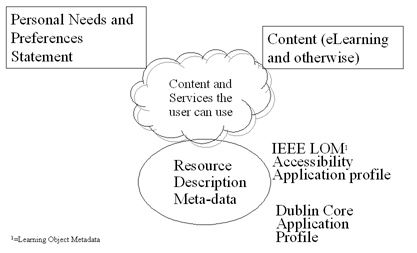 Personal Needs and
Preferences
Statement
Content (eLearning
and otherwise)
Content and
Services the
user can use
Resource
Description
Meta-data
IEEE LOM¹
Accessibility
Application profile
Dublin Core
Application
Profile
¹=Learning Object Metadata